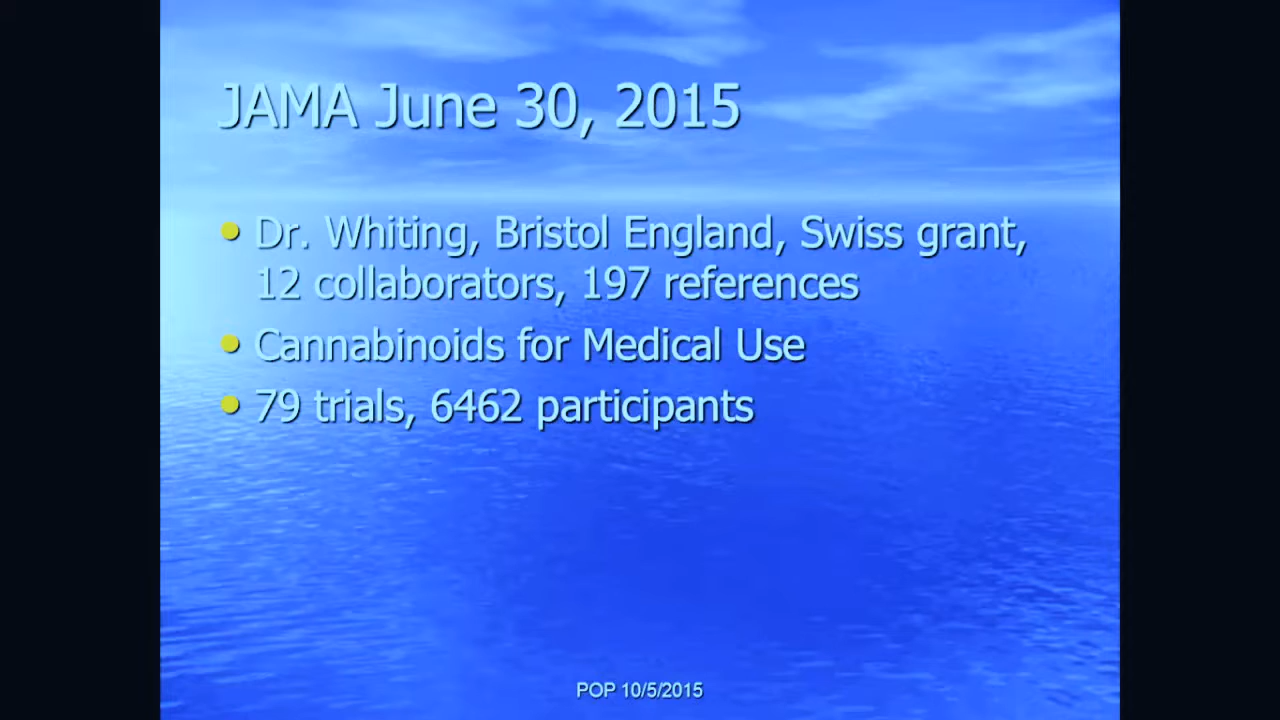 JAMA June 30, 2015
• Dr. Whiting, Bristol England, Swiss grant,
12 collaborators, 197 references
• Cannabinoids for Medical Use
• 79 trials, 6462 participants
POP 10/5/2015